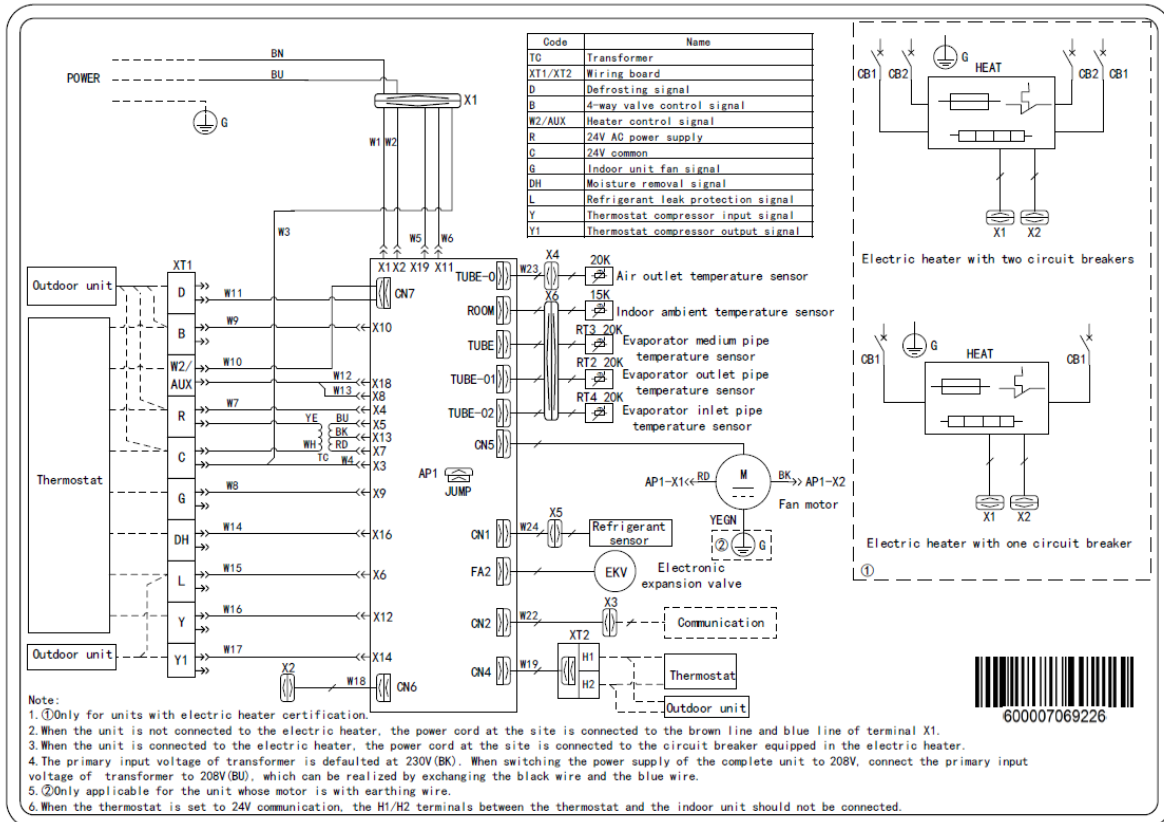 BN
POWER
BU
X1
G
W1 W2
W3
W5 W6
Code Name
TC Transformer
XT1/XT2 Wiring board
D Defrosting signal
B 4-way valve control signal
W2/AUX Heater control signal
R 24V AC power supply
C 24V common
G Indoor unit fan signal
DH Moisture removal signal
L Refrigerant leak protection signal
Y Thermostat compressor input signal
Y1 Thermostat compressor output signal
CB1 CB2 G HEAT CB2 CB1
X1 X2
Electric heater with two circuit breakers
CB1 G HEAT CB1
X1 X2
Electric heater with one circuit breaker
①
XT1
Outdoor unit
Thermostat
Outdoor unit
D W11
B W9 X10
W2/
AUX
W10
W12 X18
W13 X8
R W7 X4
YE BU X5
BK X13
WH RD X7
C TC W4 X3
G W8 X9
DH W14 X16
L W15 X6
Y W16 X12
Y1 W17 X14
X2 W18 CN6
X1 X2 X19 X11
CN7
AP1
JUMP
TUBE-O W23 X4 20K Air outlet temperature sensor
ROOM X6 15K Indoor ambient temperature sensor
TUBE RT3 20K Evaporator medium pipe
temperature sensor
TUBE-O1 RT2 20K Evaporator outlet pipe
temperature sensor
TUBE-O2 RT4 20K Evaporator inlet pipe
temperature sensor
CN5
AP1-X1 RD M BK AP1-X2
Fan motor
YEGN
② G
CN1 W24 X5 Refrigerant
sensor
FA2 EKV Electronic
expansion valve
CN2 W22 X3 Communication
CN4 W19 XT2 H1 H2
Thermostat
Outdoor unit
600007069226
Note:
1. ①Only for units with electric heater certification.
2. When the unit is not connected to the electric heater, the power cord at the site is connected to the brown line and blue line of terminal X1.
3. When the unit is connected to the electric heater, the power cord at the site is connected to the circuit breaker equipped in the electric heater.
4. The primary input voltage of transformer is defaulted at 230V(BK). When switching the power supply of the complete unit to 208V, connect the primary input
voltage of transformer to 208V(BU), which can be realized by exchanging the black wire and the blue wire.
5. ②Only applicable for the unit whose motor is with earthing wire.
6. When the thermostat is set to 24V communication, the H1/H2 terminals between the thermostat and the indoor unit should not be connected.